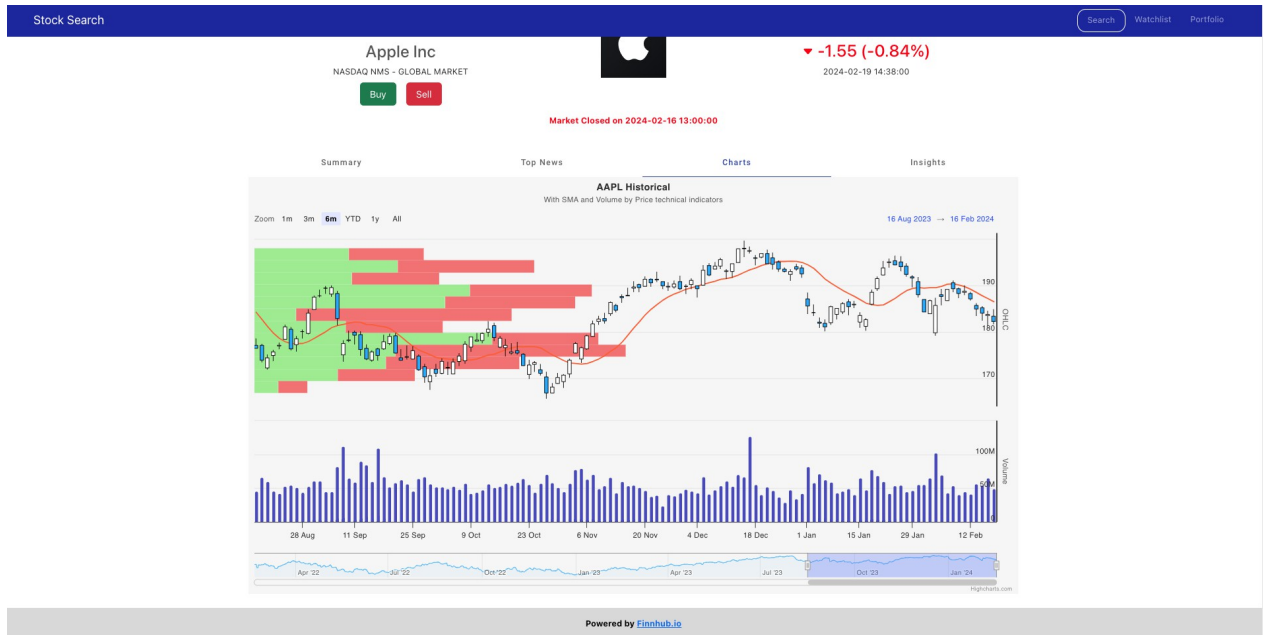 Stock Search
Search Watchlist Portfolio
Apple Inc
NASDAQ NMS - GLOBAL MARKET
Buy Sell
-1.55 (-0.84%)
2024-02-19 14:38:00
Market Closed on 2024-02-16 13:00:00
Summary Top News Charts Insights
AAPL Historical
With SMA and Volume by Price technical indicators
Zoom 1m 3m 6m YTD 1y All
16 Aug 2023 → 16 Feb 2024
190
180
170
OHLC
100M
50M
0
Volume
28 Aug 11 Sep 25 Sep 9 Oct 23 Oct 6 Nov 20 Nov 4 Dec 18 Dec 1 Jan 15 Jan 29 Jan 12 Feb
Apr '22 Jul '22 Oct '22 Jan '23 Apr '23 Jul '23 Oct '23 Jan '24
Highcharts.com
Powered by Finnhub.io